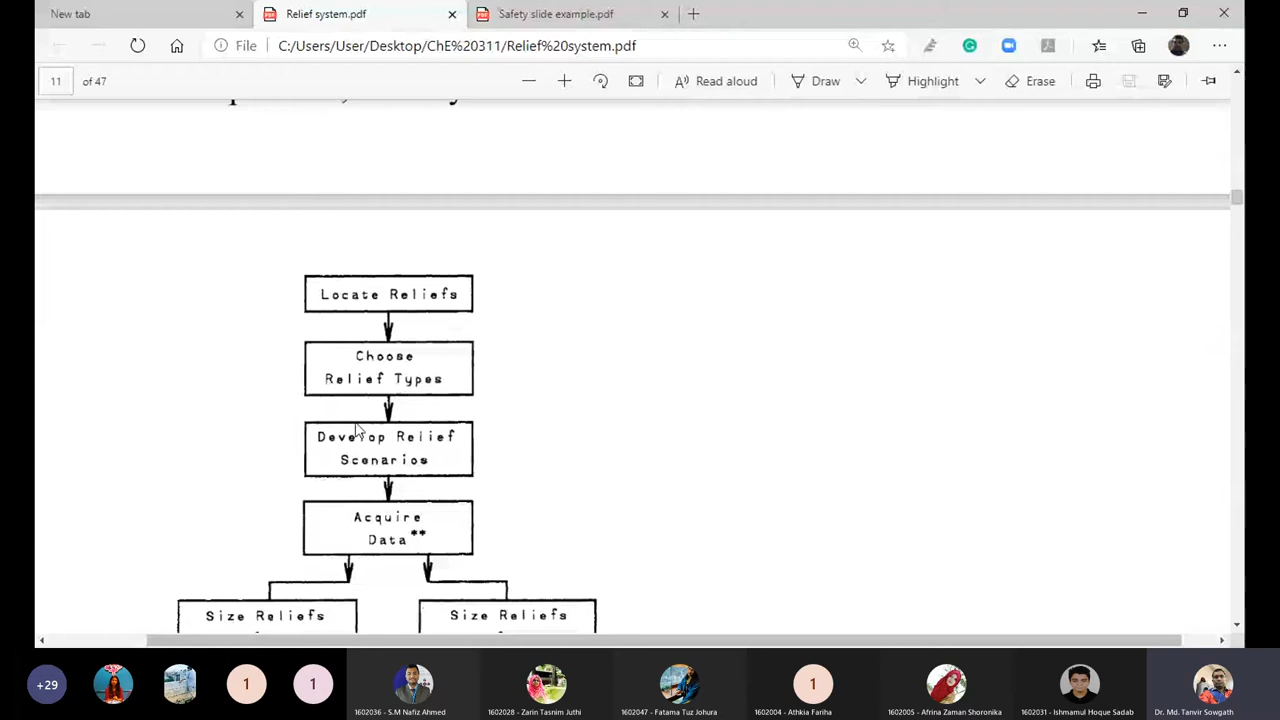 New tab
Relief system.pdf
Safety slide example.pdf
File
C:/Users/User/Desktop/ChE%20311/Relief%20system.pdf
11
of 47
Read aloud
Draw
Highlight
Erase
Locate Reliefs
Choose
Relief Types
Develop Relief
Scenarios
Acquire
Data**
Size Reliefs
Size Reliefs
+29
1
1
1602036 - S.M Nafiz Ahmed
1602028 - Zarin Tasnim Juthi
1602047 - Fatama Tuz Johura
1
1602004 - Athkia Fariha
1602005 - Afrina Zaman Shoronika
1602031 - Ishmamul Hoque Sadab
Dr. Md. Tanvir Sowgath